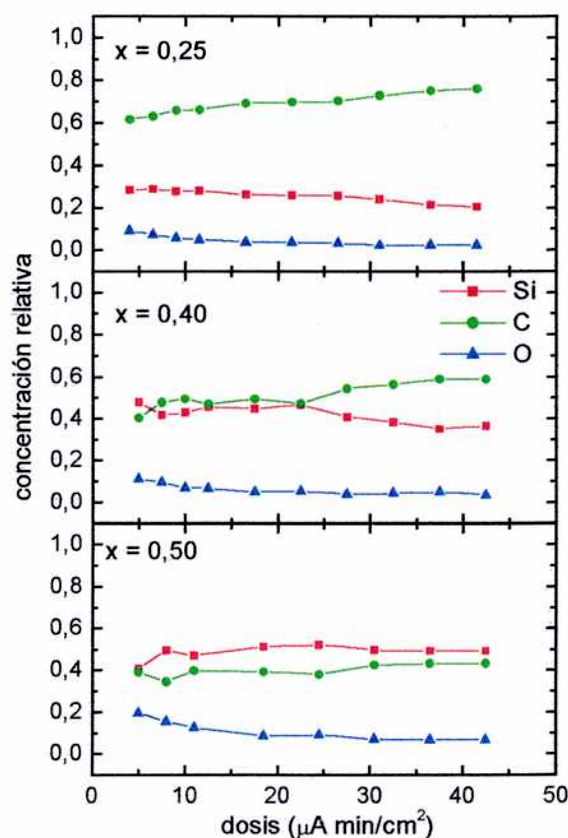 1,0
0,8
0,6
0,4
0,2
0,0
x = 0,25
1,0
0,8
0,6
0,4
0,2
0,0
x = 0,40
Si
C
O
1,0
0,8
0,6
0,4
0,2
0,0
x = 0,50
concentración relativa
0 10 20 30 40 50
dosis (μA min/cm²)